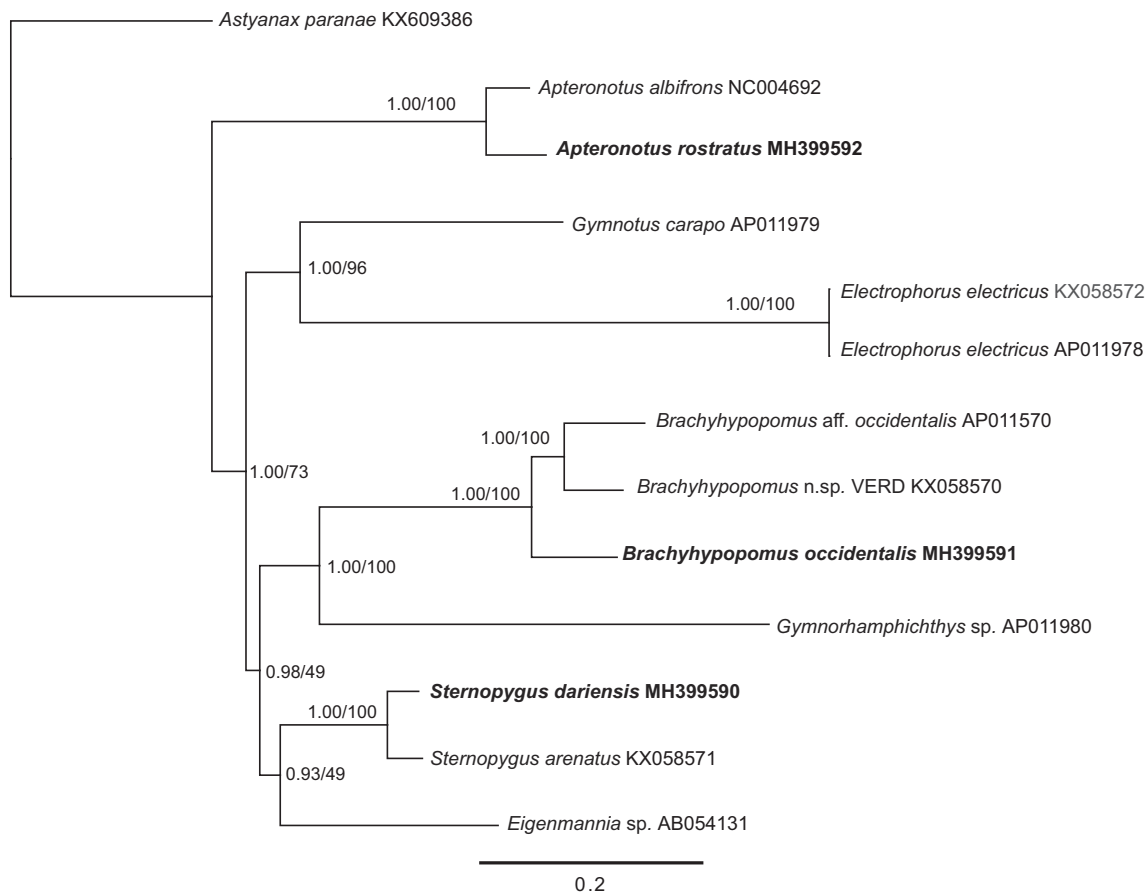 Astyanax paranae KX609386
Apteronotus albifrons NC004692
1.00/100
Apteronotus rostratus MH399592
Gymnotus carapo AP011979
1.00/96
Electrophorus electricus KX058572
1.00/100
Electrophorus electricus AP011978
Brachyhypopomus aff. occidentalis AP011570
1.00/100
1.00/73
Brachyhypopomus n.sp. VERD KX058570
1.00/100
Brachyhypopomus occidentalis MH399591
1.00/100
Gymnorhamphichthys sp. AP011980
0.98/49
Sternopygus dariensis MH399590
1.00/100
Sternopygus arenatus KX058571
0.93/49
Eigenmannia sp. AB054131
0.2